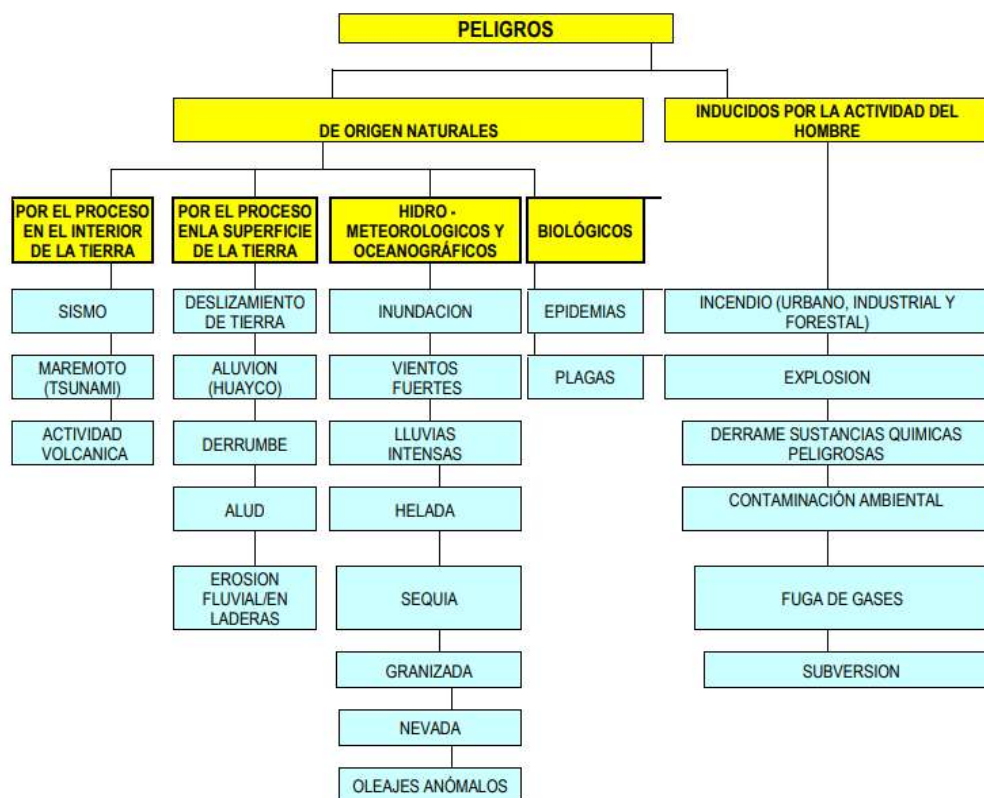 PELIGROS
DE ORIGEN NATURALES
INDUCIDOS POR LA ACTIVIDAD DEL
HOMBRE
POR EL PROCESO
EN EL INTERIOR
DE LA TIERRA
POR EL PROCESO
ENLA SUPERFICIE
DE LA TIERRA
HIDRO -
METEOROLOGICOS Y
OCEANOGRÁFICOS
BIOLÓGICOS
SISMO
MAREMOTO
(TSUNAMI)
ACTIVIDAD
VOLCANICA
DESLIZAMIENTO
DE TIERRA
ALUVION
(HUAYCO)
DERRUMBE
ALUD
EROSION
FLUVIAL/EN
LADERAS
INUNDACION
VIENTOS
FUERTES
LLUVIAS
INTENSAS
HELADA
SEQUIA
GRANIZADA
NEVADA
OLEAJES ANÓMALOS
EPIDEMIAS
PLAGAS
INCENDIO (URBANO, INDUSTRIAL Y
FORESTAL)
EXPLOSION
DERRAME SUSTANCIAS QUIMICAS
PELIGROSAS
CONTAMINACIÓN AMBIENTAL
FUGA DE GASES
SUBVERSION